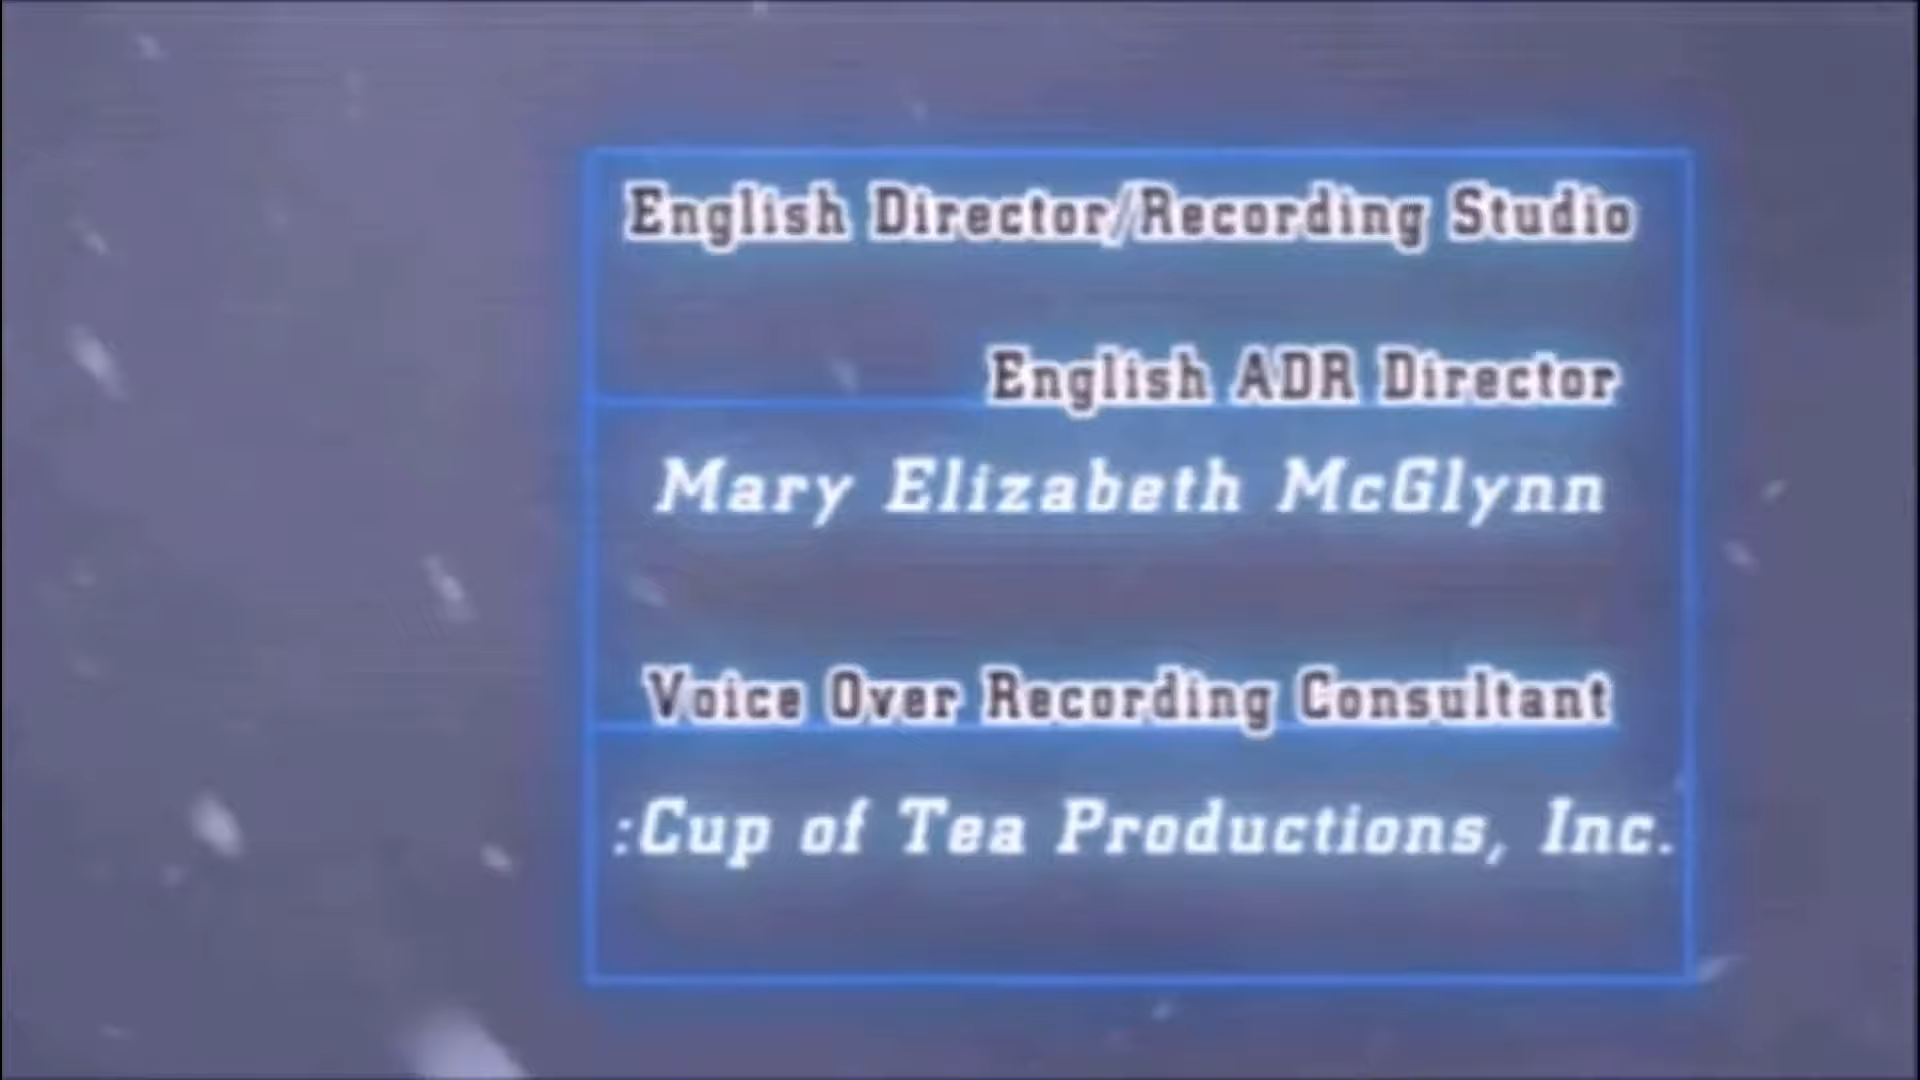 English Director/Recording Studio
English ADR Director
Mary Elizabeth McGlynn
Voice Over Recording Consultant
:Cup of Tea Productions, Inc.